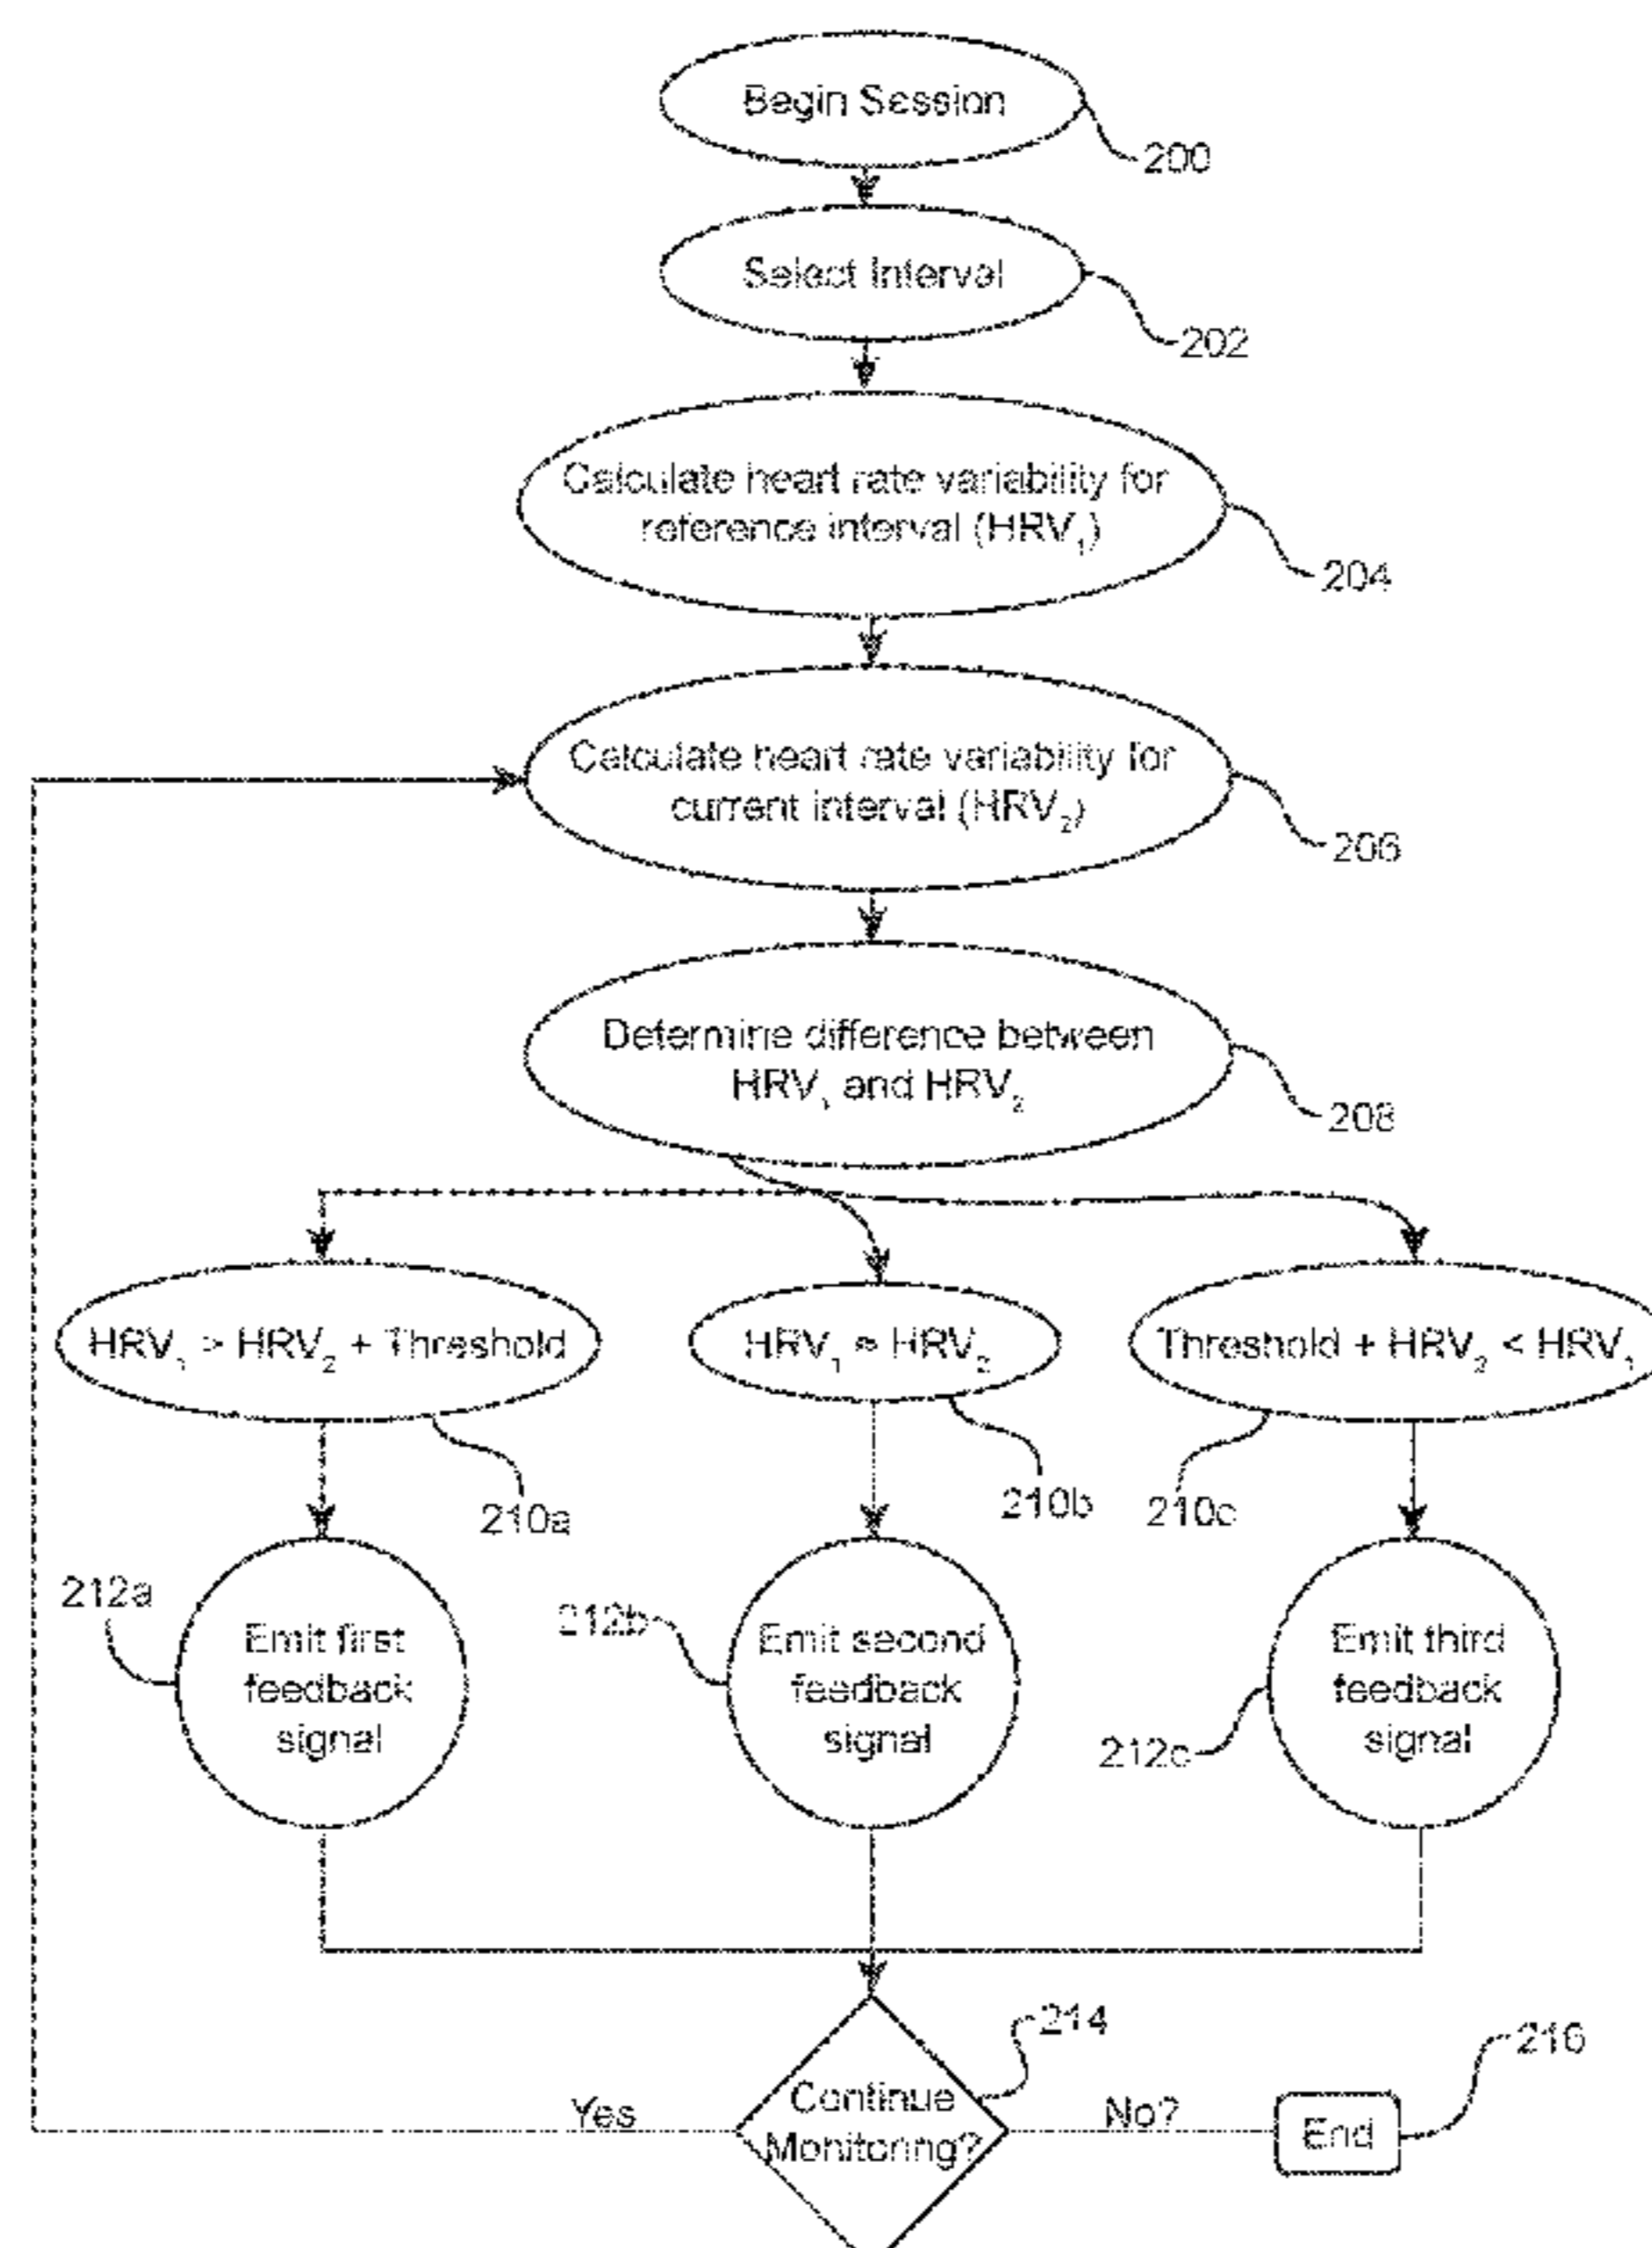 Begin Session
200
Select Interval
202
Calculate heart rate variability for
reference interval (HRV₁)
204
Calculate heart rate variability for
current interval (HRV₂)
206
Determine difference between
HRV₁ and HRV₂
208
HRV₁ > HRV₂ + Threshold
HRV₁ ≈ HRV₂
Threshold + HRV₂ < HRV₁
210a
210b
210c
212a
Emit first
feedback
signal
212b
Emit second
feedback
signal
212c
Emit third
feedback
signal
214
216
Yes
Continue
Monitoring?
No?
End